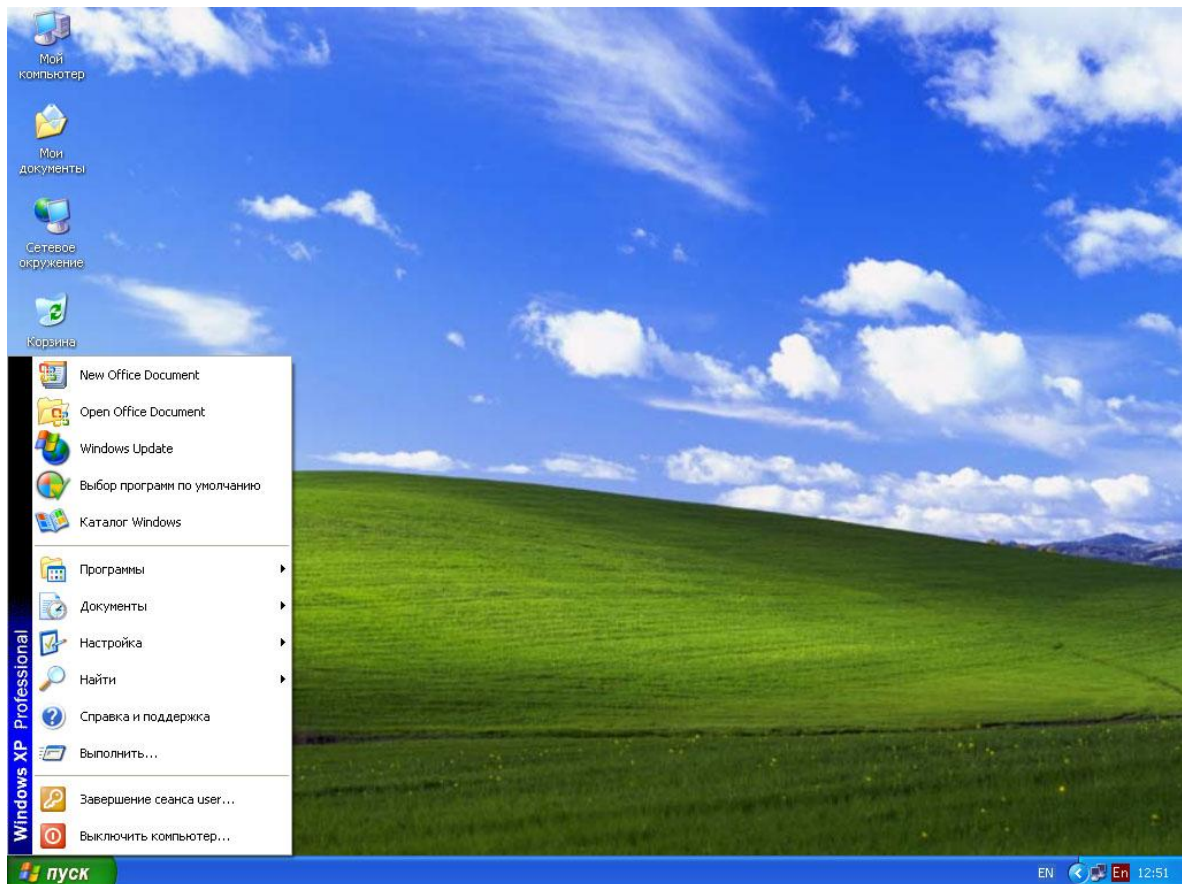 Мой
компьютер
Мои
документы
Сетевое
окружение
Корзина
New Office Document
Open Office Document
Windows Update
Выбор программ по умолчанию
Каталог Windows
Программы
Документы
Настройка
Найти
Справка и поддержка
Выполнить...
Завершение сеанса user...
Выключить компьютер...
Windows XP Professional
пуск
EN
En
12:51